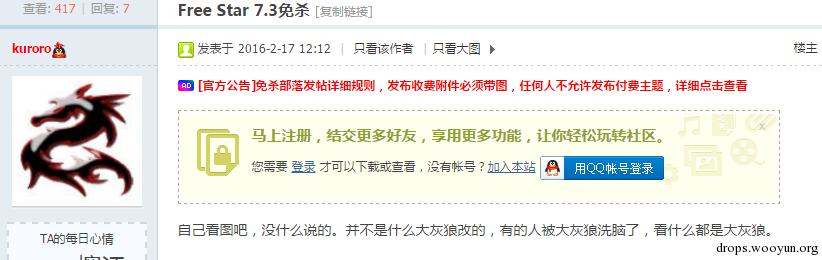 查看: 417 | 回复: 7
Free Star 7.3免杀 [复制链接]
kuroro
发表于 2016-2-17 12:12 | 只看该作者 | 只看大图
楼主
AD [官方公告]免杀部落发帖详细规则，发布收费附件必须带图，任何人不允许发布付费主题，详细点击查看
马上注册，结交更多好友，享用更多功能，让你轻松玩转社区。
x
您需要 登录 才可以下载或查看，没有帐号？加入本站 用QQ帐号登录
自己看图吧，没什么说的。并不是什么大灰狼改的，有的人被大灰狼洗脑了，看什么都是大灰狼。
TA的每日心情
drops.wooyun.org